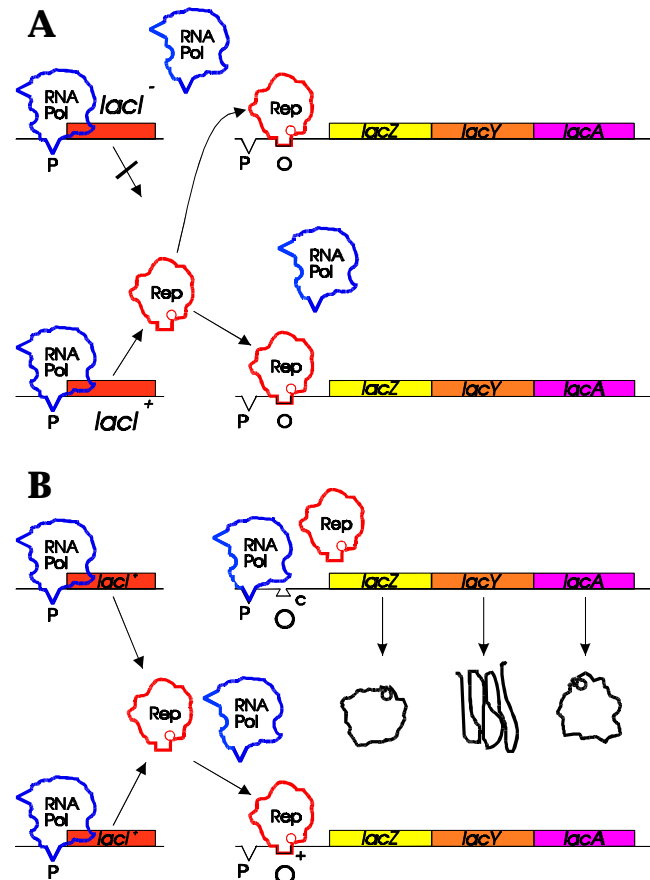 A
RNA
Pol
RNA
Pol
lacI -
Rep
lacZ
lacY
lacA
P
P
O
RNA
Pol
Rep
RNA
Pol
Rep
lacZ
lacY
lacA
P
lacI +
P
O
B
Rep
RNA
Pol
lacI +
RNA
Pol
lacZ
lacY
lacA
P
P
c
O
Rep
RNA
Pol
RNA
Pol
lacI +
Rep
lacZ
lacY
lacA
P
P
+
O